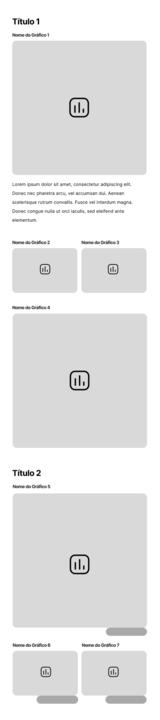 Título 1
Nome do Gráfico 1
Lorem ipsum dolor sit amet, consectetur adipiscing elit.
Donec nec pharetra arcu, vel accumsan dui. Aenean
scelerisque rutrum convallis. Fusce vel interdum magna.
Donec congue nulla ut orci iaculis, sed eleifend ante
elementum.
Nome do Gráfico 2
Nome do Gráfico 3
Nome do Gráfico 4
Título 2
Nome do Gráfico 5
Nome do Gráfico 6
Nome do Gráfico 7